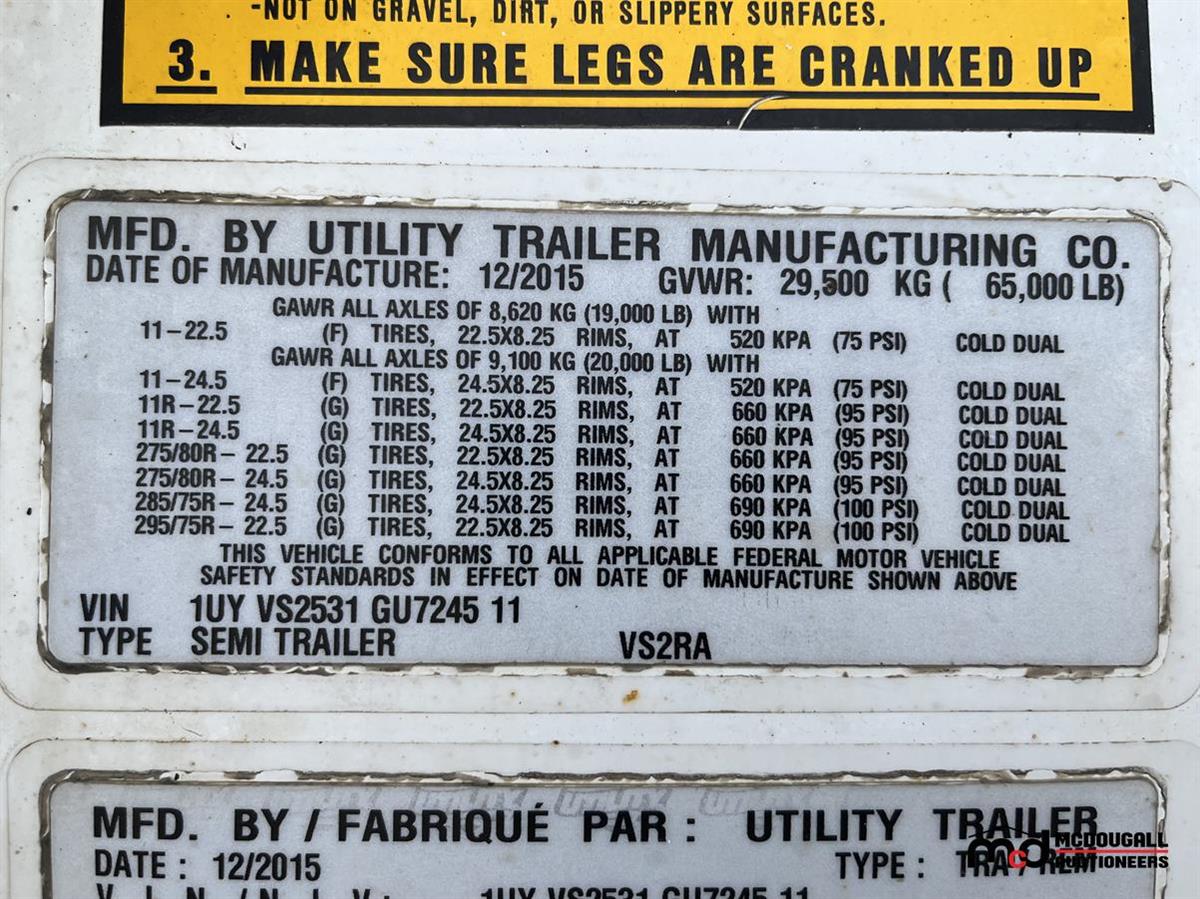 -NOT ON GRAVEL, DIRT, OR SLIPPERY SURFACES.
3. MAKE SURE LEGS ARE CRANKED UP
MFD. BY UTILITY TRAILER MANUFACTURING CO.
DATE OF MANUFACTURE: 12/2015 GVWR: 29,500 KG ( 65,000 LB)
GAWR ALL AXLES OF 8,620 KG (19,000 LB) WITH
11-22.5 (F) TIRES, 22.5X8.25 RIMS, AT 520 KPA (75 PSI) COLD DUAL
GAWR ALL AXLES OF 9,100 KG (20,000 LB) WITH
11-24.5 (F) TIRES, 24.5X8.25 RIMS, AT 520 KPA (75 PSI) COLD DUAL
11R-22.5 (G) TIRES, 22.5X8.25 RIMS, AT 660 KPA (95 PSI) COLD DUAL
11R-24.5 (G) TIRES, 24.5X8.25 RIMS, AT 660 KPA (95 PSI) COLD DUAL
275/80R- 22.5 (G) TIRES, 22.5X8.25 RIMS, AT 660 KPA (95 PSI) COLD DUAL
275/80R- 24.5 (G) TIRES, 24.5X8.25 RIMS, AT 660 KPA (95 PSI) COLD DUAL
285/75R- 24.5 (G) TIRES, 24.5X8.25 RIMS, AT 690 KPA (100 PSI) COLD DUAL
295/75R- 22.5 (G) TIRES, 22.5X8.25 RIMS, AT 690 KPA (100 PSI) COLD DUAL
THIS VEHICLE CONFORMS TO ALL APPLICABLE FEDERAL MOTOR VEHICLE
SAFETY STANDARDS IN EFFECT ON DATE OF MANUFACTURE SHOWN ABOVE
VIN 1UY VS2531 GU7245 11
TYPE SEMI TRAILER VS2RA
UTILITY UTILITY UTILITY
MFD. BY / FABRIQUÉ PAR : UTILITY TRAILER
DATE : 12/2015 TYPE : TRA / REM
V.I.N. / N.I.V. : 1UY VS2531 GU7245 11
mcd MCDOUGALL
AUCTIONEERS